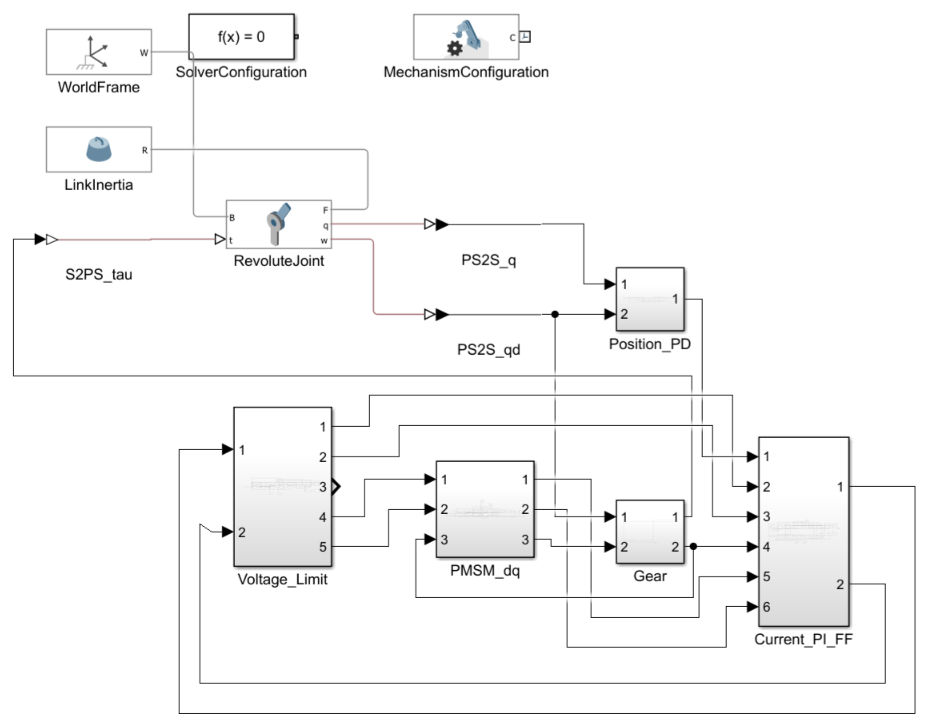 f(x) = 0
W
C
WorldFrame
SolverConfiguration
MechanismConfiguration
R
LinkInertia
B
F
q
t
w
RevoluteJoint
S2PS_tau
PS2S_q
PS2S_qd
1
2
1
Position_PD
1
2
1
2
3
4
5
Voltage_Limit
1
2
3
1
2
3
PMSM_dq
1
2
1
2
Gear
1
2
3
4
5
6
1
2
Current_PI_FF